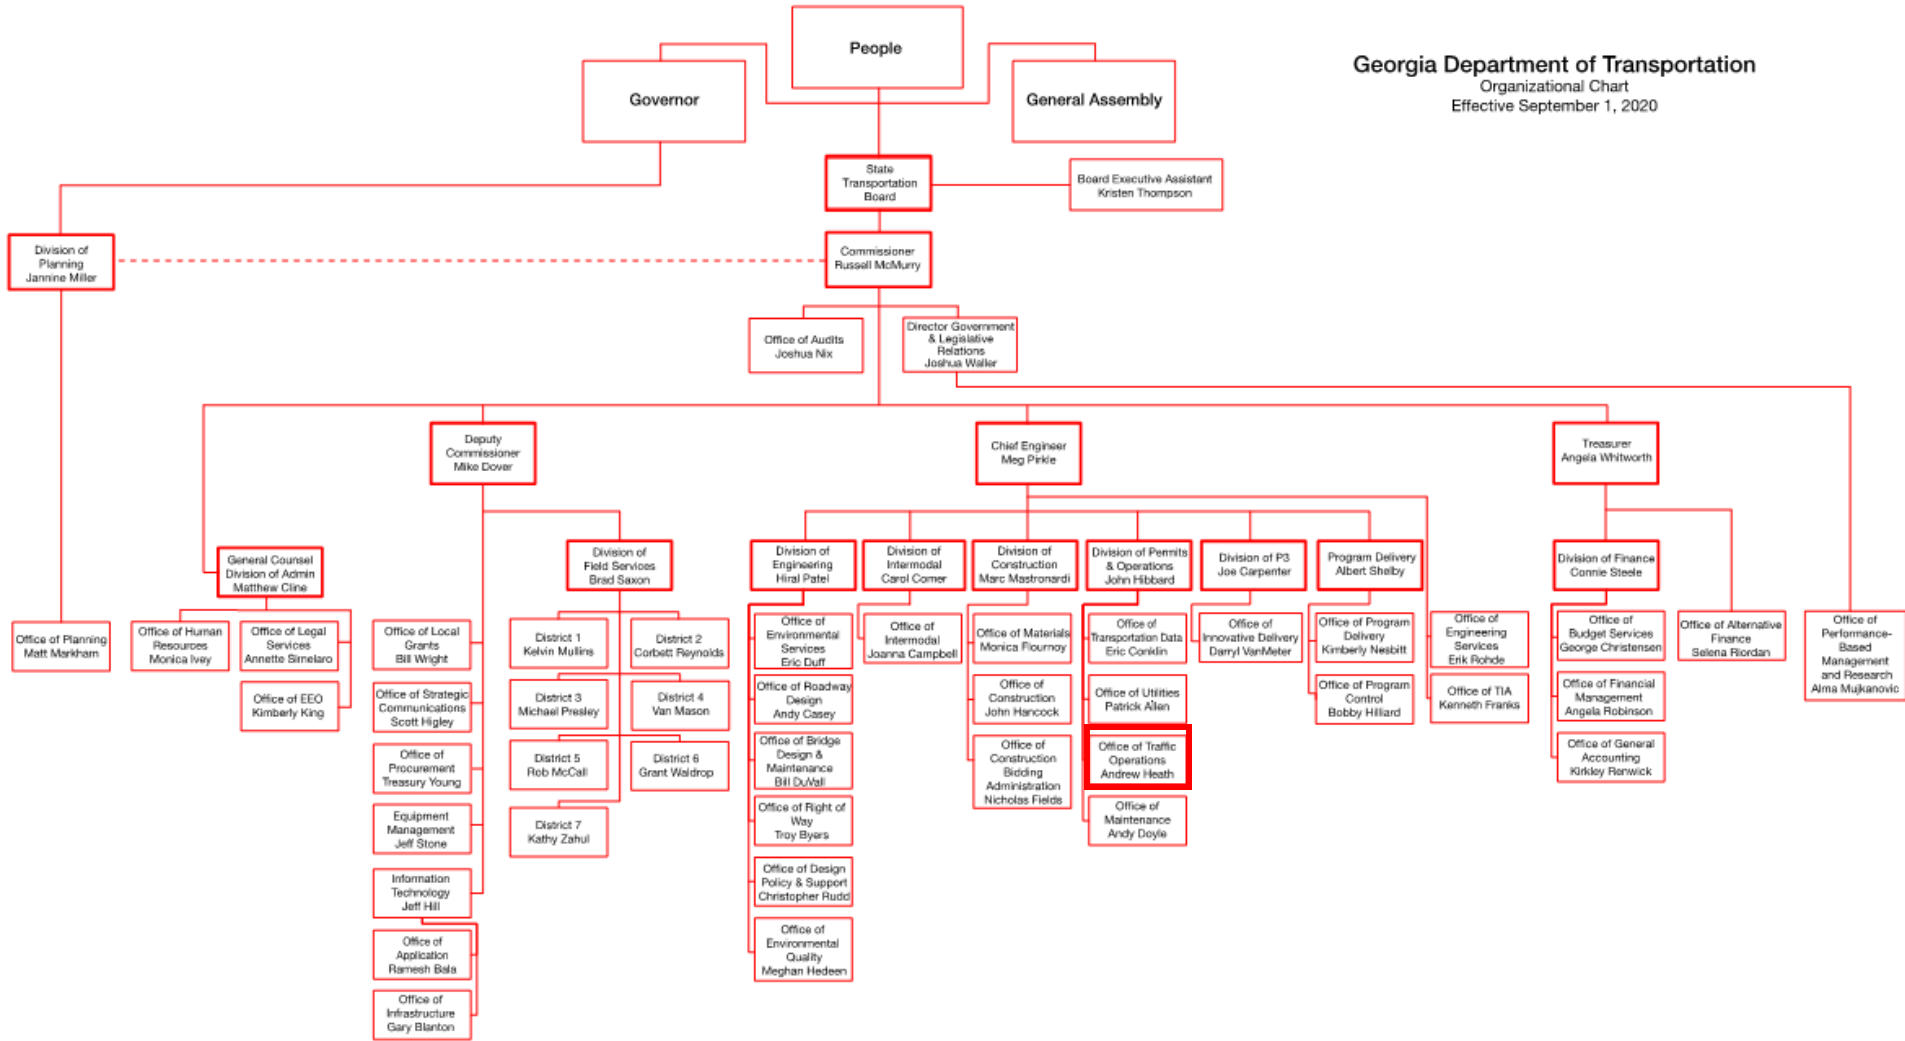 People
Georgia Department of Transportation
Organizational Chart
Effective September 1, 2020
Governor
General Assembly
State
Transportation
Board
Board Executive Assistant
Kristen Thompson
Division of
Planning
Jannine Miller
Commissioner
Russell McMurry
Office of Audits
Joshua Nix
Director Government
& Legislative
Relations
Joshua Waller
Deputy
Commissioner
Mike Dover
Chief Engineer
Meg Pirkle
Treasurer
Angela Whitworth
General Counsel
Division of Admin
Matthew Cline
Division of
Field Services
Brad Saxon
Division of
Engineering
Hiral Patel
Division of
Intermodal
Carol Comer
Division of
Construction
Marc Mastronardi
Division of Permits
& Operations
John Hibbard
Division of P3
Joe Carpenter
Program Delivery
Albert Shelby
Division of Finance
Connie Steele
Office of Planning
Matt Markham
Office of Human
Resources
Monica Ivey
Office of Legal
Services
Annette Simelaro
Office of EEO
Kimberly King
Office of Local
Grants
Bill Wright
Office of Strategic
Communications
Scott Higley
Office of
Procurement
Treasury Young
Equipment
Management
Jeff Stone
Information
Technology
Jeff Hill
Office of
Application
Ramesh Bala
Office of
Infrastructure
Gary Blanton
District 1
Kelvin Mullins
District 2
Corbett Reynolds
District 3
Michael Presley
District 4
Van Mason
District 5
Rob McCall
District 6
Grant Waldrop
District 7
Kathy Zahul
Office of
Environmental
Services
Eric Duff
Office of Roadway
Design
Andy Casey
Office of Bridge
Design &
Maintenance
Bill DuVall
Office of Right of
Way
Troy Byers
Office of Design
Policy & Support
Christopher Rudd
Office of
Environmental
Quality
Meghan Hedeen
Office of
Intermodal
Joanna Campbell
Office of Materials
Monica Flournoy
Office of
Construction
John Hancock
Office of
Construction
Bidding
Administration
Nicholas Fields
Office of
Transportation Data
Eric Conklin
Office of Utilities
Patrick Allen
Office of Traffic
Operations
Andrew Heath
Office of
Maintenance
Andy Doyle
Office of
Innovative Delivery
Darryl VanMeter
Office of Program
Delivery
Kimberly Nesbitt
Office of Program
Control
Bobby Hilliard
Office of
Engineering
Services
Erik Rohde
Office of TIA
Kenneth Franks
Office of
Budget Services
George Christensen
Office of Financial
Management
Angela Robinson
Office of General
Accounting
Kirkley Renwick
Office of Alternative
Finance
Selena Riordan
Office of
Performance-
Based
Management
and Research
Alma Mujkanovic